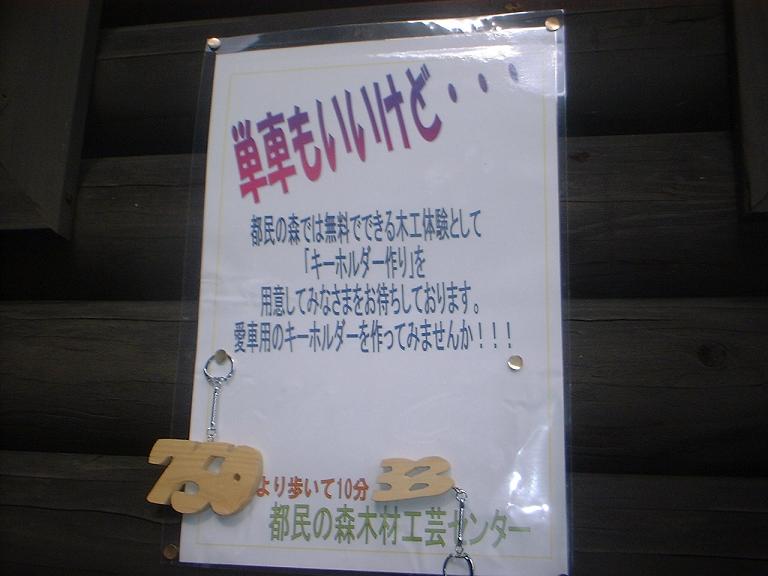 単車もいいけど・・・
都民の森では無料でできる木工体験として
「キーホルダー作り」を
用意してみなさまをお待ちしております。
愛車用のキーホルダーを作ってみませんか！！！
より歩いて10分
都民の森木材工芸センター